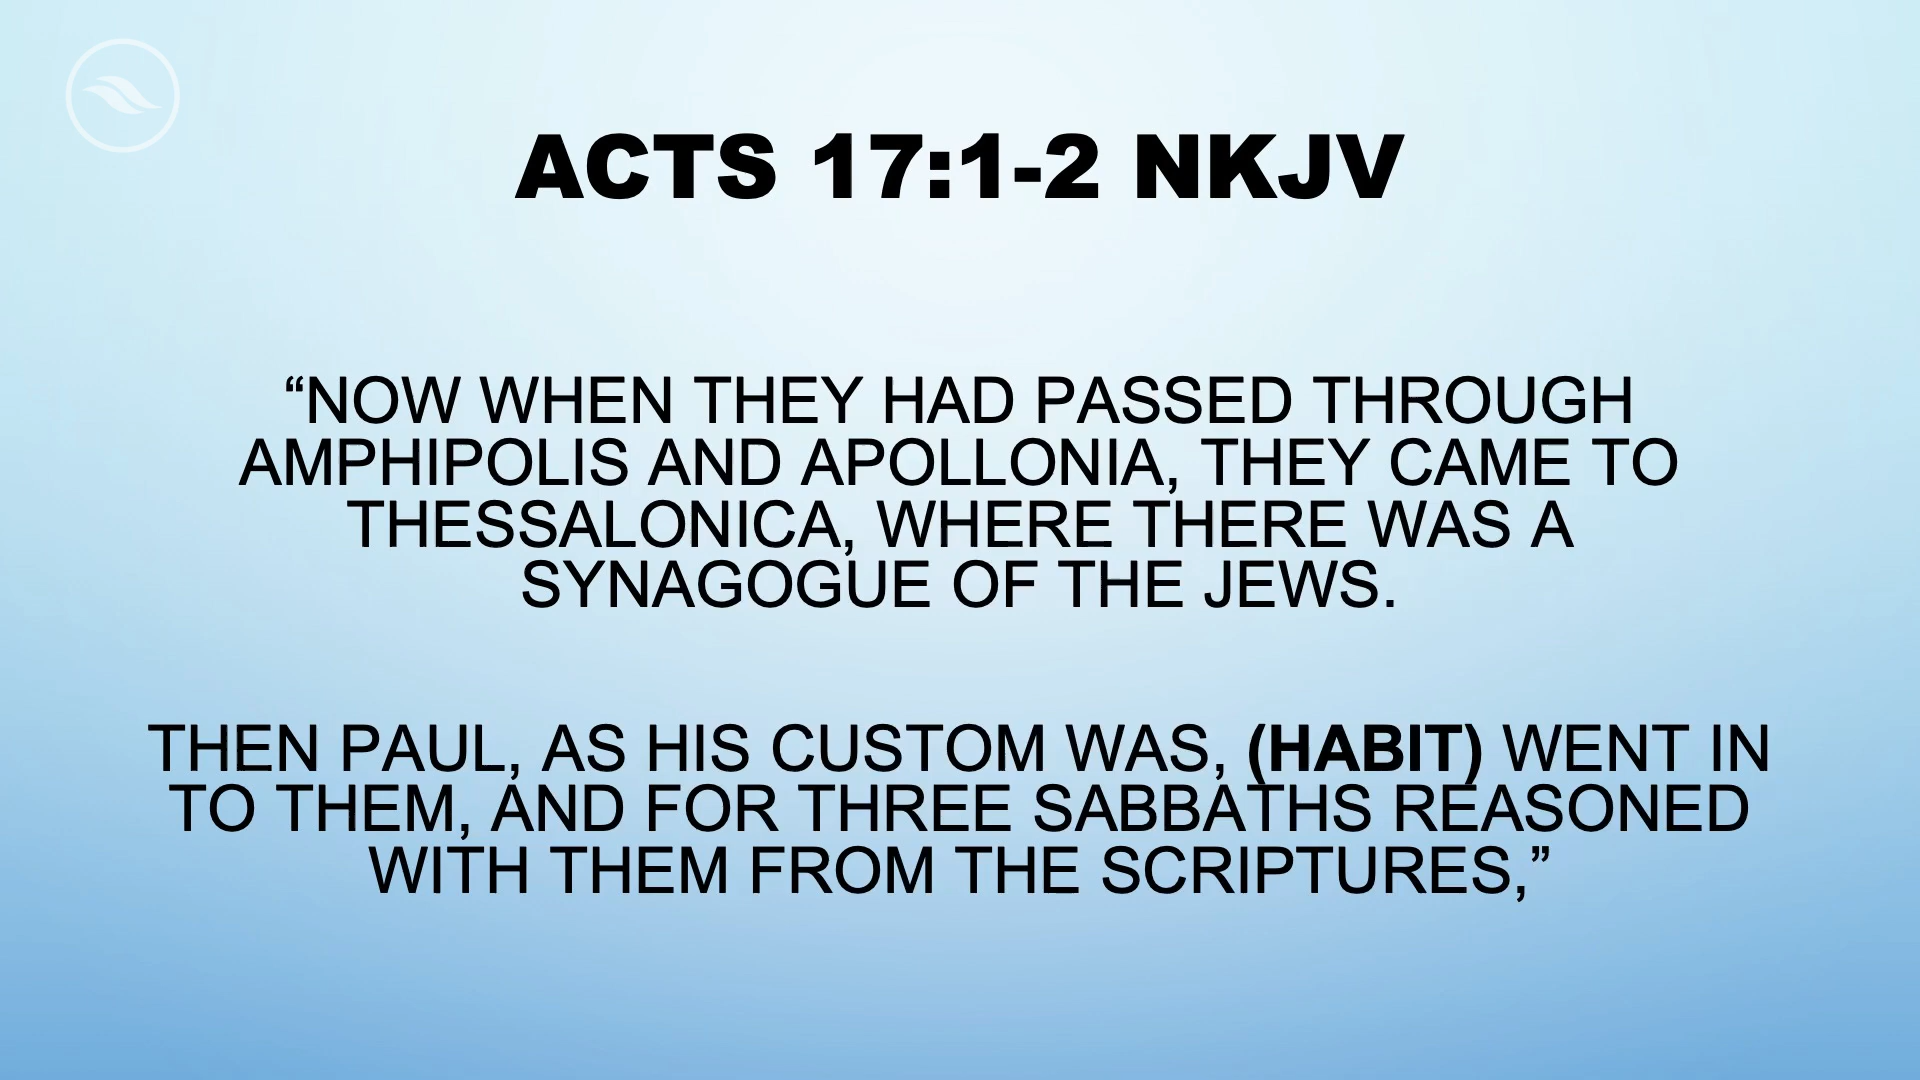 ACTS 17:1-2 NKJV
“NOW WHEN THEY HAD PASSED THROUGH
AMPHIPOLIS AND APOLLONIA, THEY CAME TO
THESSALONICA, WHERE THERE WAS A
SYNAGOGUE OF THE JEWS.
THEN PAUL, AS HIS CUSTOM WAS, (HABIT) WENT IN
TO THEM, AND FOR THREE SABBATHS REASONED
WITH THEM FROM THE SCRIPTURES,”